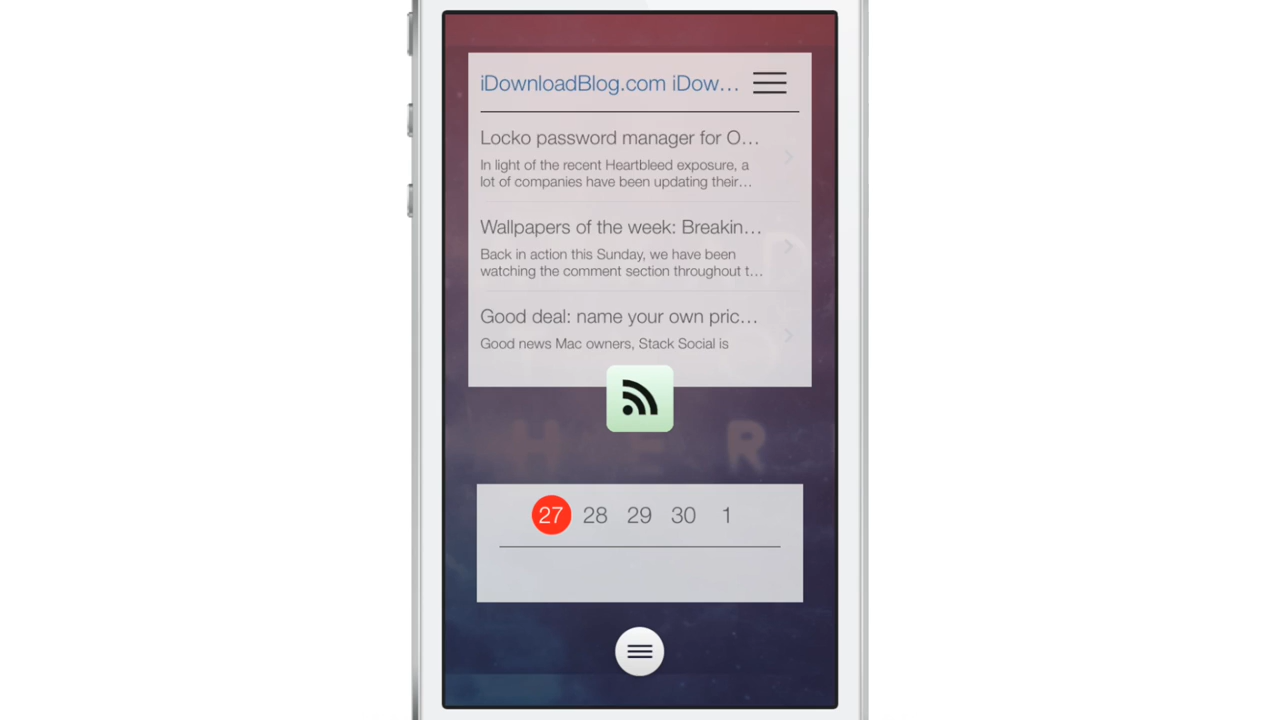 iDownloadBlog.com iDow...
Locko password manager for O...
In light of the recent Heartbleed exposure, a
lot of companies have been updating their...
Wallpapers of the week: Breakin...
Back in action this Sunday, we have been
watching the comment section throughout t...
Good deal: name your own pric...
Good news Mac owners, Stack Social is
H E R
27 28 29 30 1